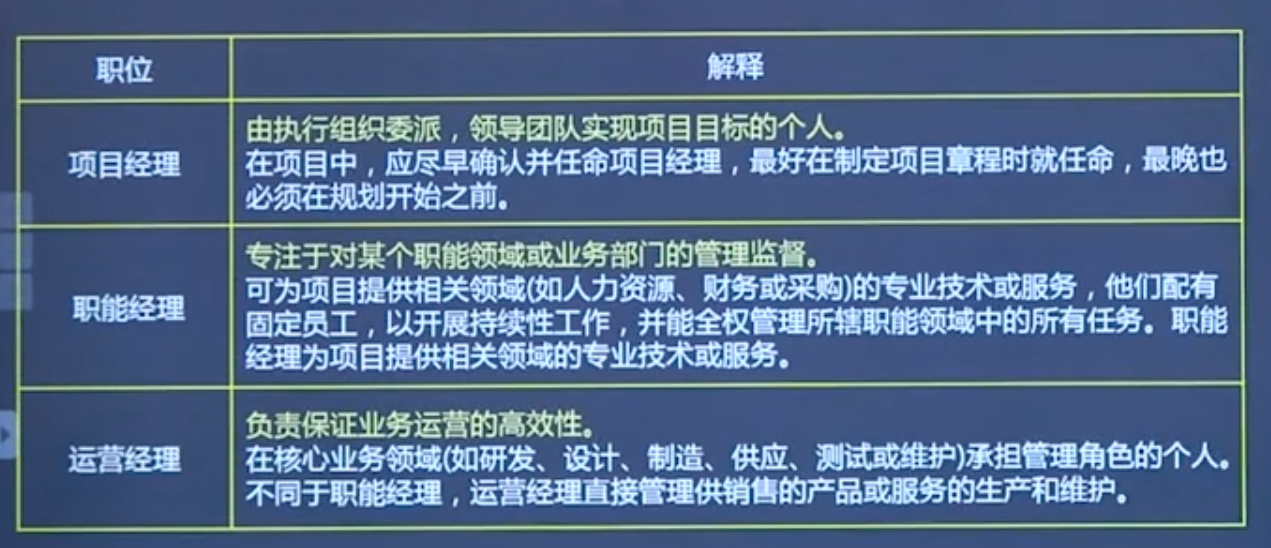 职位
解释
项目经理
由执行组织委派，领导团队实现项目目标的个人。
在项目中，应尽早确认并任命项目经理，最好在制定项目章程时就任命，最晚也
必须在规划开始之前。
职能经理
专注于对某个职能领域或业务部门的管理监督。
可为项目提供相关领域(如人力资源、财务或采购)的专业技术或服务，他们配有
固定员工，以开展持续性工作，并能全权管理所辖职能领域中的所有任务。职能
经理为项目提供相关领域的专业技术或服务。
运营经理
负责保证业务运营的高效性。
在核心业务领域(如研发、设计、制造、供应、测试或维护)承担管理角色的个人。
不同于职能经理，运营经理直接管理供销售的产品或服务的生产和维护。